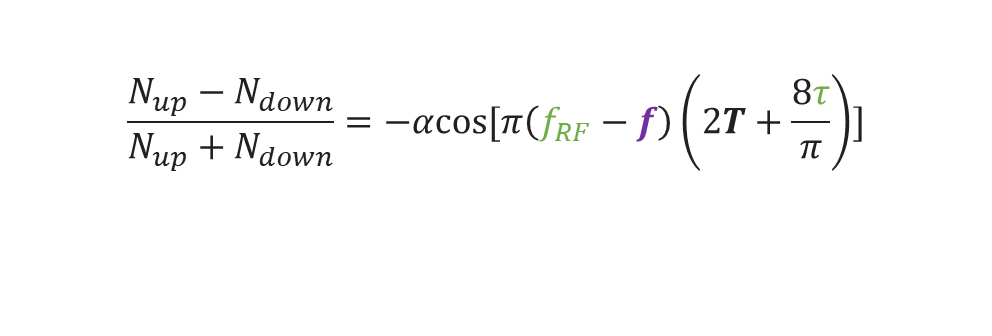 (N_up − N_down)/(N_up + N_down) = −αcos[π(f_RF − f)(2T + 8τ/π)]